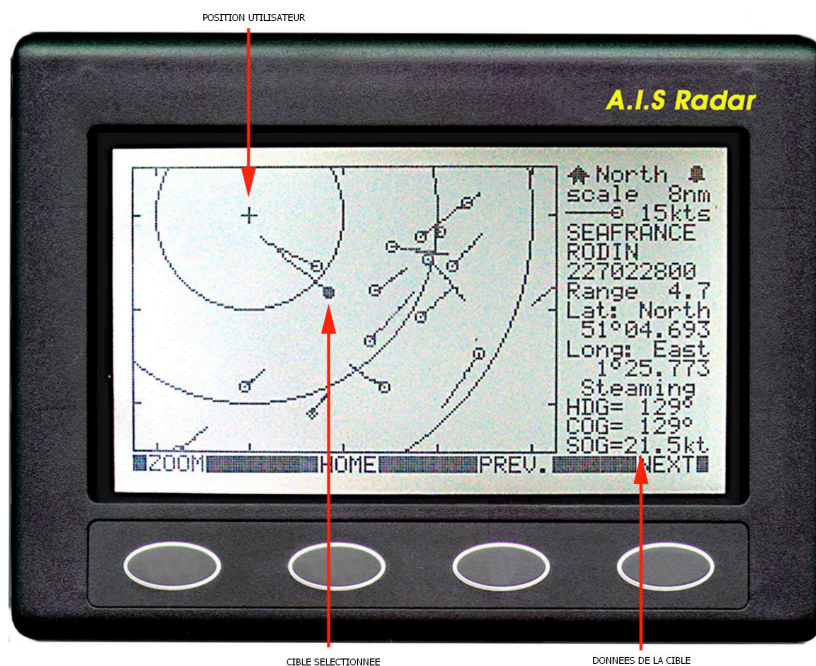 POSITION UTILISATEUR
A.I.S Radar
North
scale 8nm
15kts
SEAFRANCE
RODIN
227022800
Range 4.7
Lat: North
51°04.693
Long: East
1°25.773
Steaming
HDG= 129°
COG= 129°
SOG=21.5kt
ZOOM HOME PREV. NEXT
CIBLE SELECTIONNEE
DONNEES DE LA CIBLE